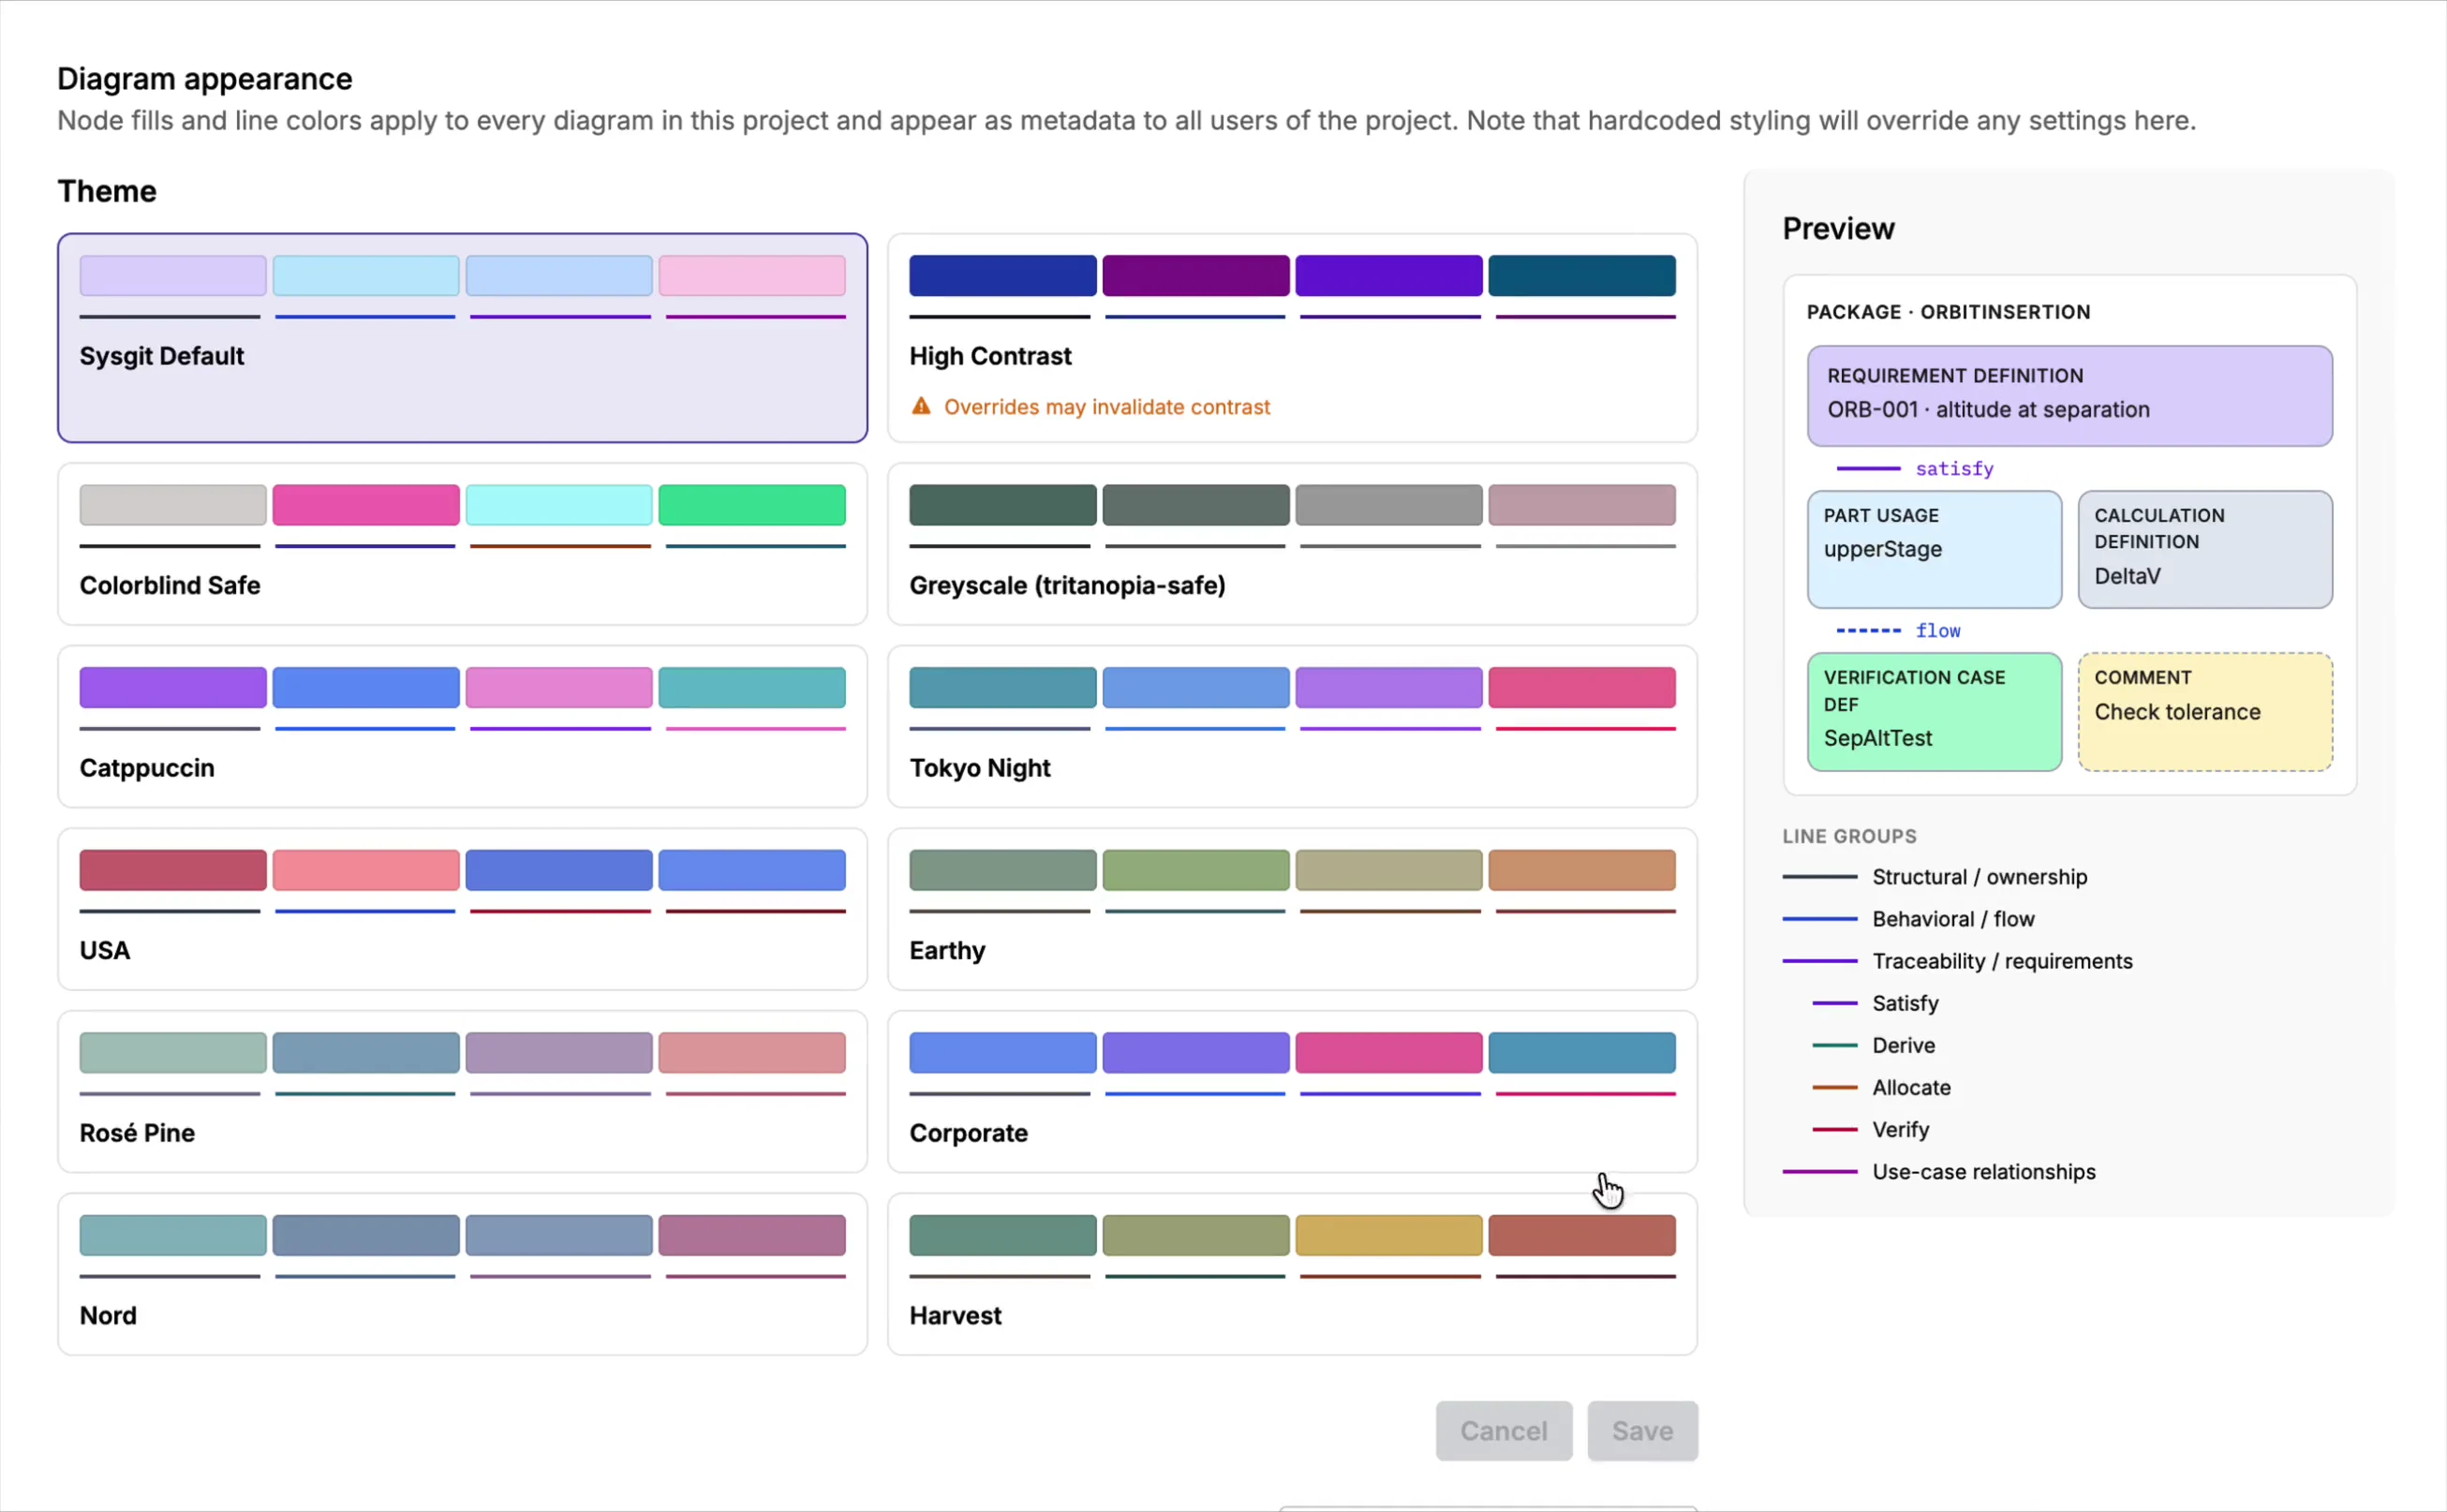 Diagram appearance
Node fills and line colors apply to every diagram in this project and appear as metadata to all users of the project. Note that hardcoded styling will override any settings here.
Theme
Sysgit Default
High Contrast
Overrides may invalidate contrast
Colorblind Safe
Greyscale (tritanopia-safe)
Catppuccin
Tokyo Night
USA
Earthy
Rosé Pine
Corporate
Nord
Harvest
Cancel
Save
Preview
PACKAGE · ORBITINSERTION
REQUIREMENT DEFINITION
ORB-001 · altitude at separation
satisfy
PART USAGE
upperStage
CALCULATION
DEFINITION
DeltaV
flow
VERIFICATION CASE
DEF
SepAltTest
COMMENT
Check tolerance
LINE GROUPS
Structural / ownership
Behavioral / flow
Traceability / requirements
Satisfy
Derive
Allocate
Verify
Use-case relationships